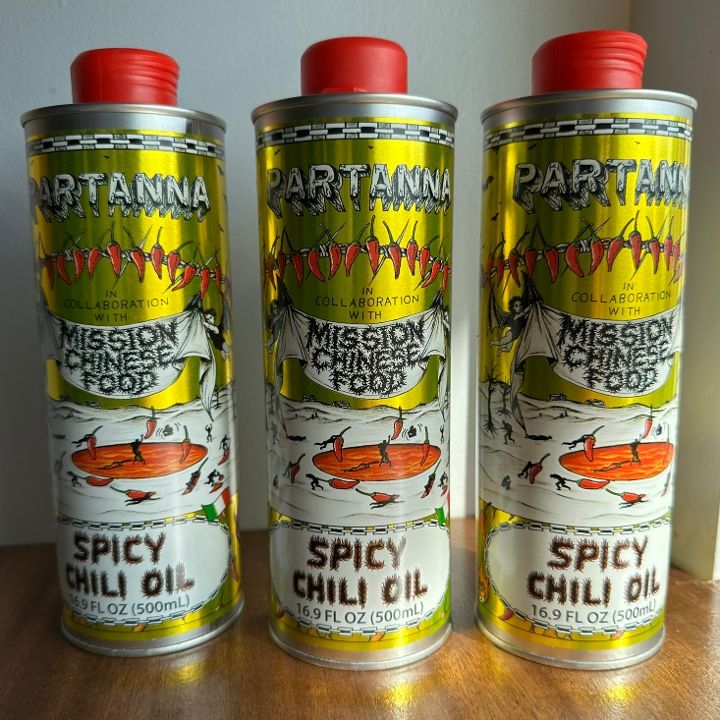 PARTANNA
IN
COLLABORATION
WITH
MISSION
CHINESE
FOOD
SPICY
CHILI OIL
16.9 FL OZ (500mL)
PARTANNA
IN
COLLABORATION
WITH
MISSION
CHINESE
FOOD
SPICY
CHILI OIL
16.9 FL OZ (500mL)
PARTANNA
IN
COLLABORATION
WITH
MISSION
CHINESE
FOOD
SPICY
CHILI OIL
16.9 FL OZ (500mL)